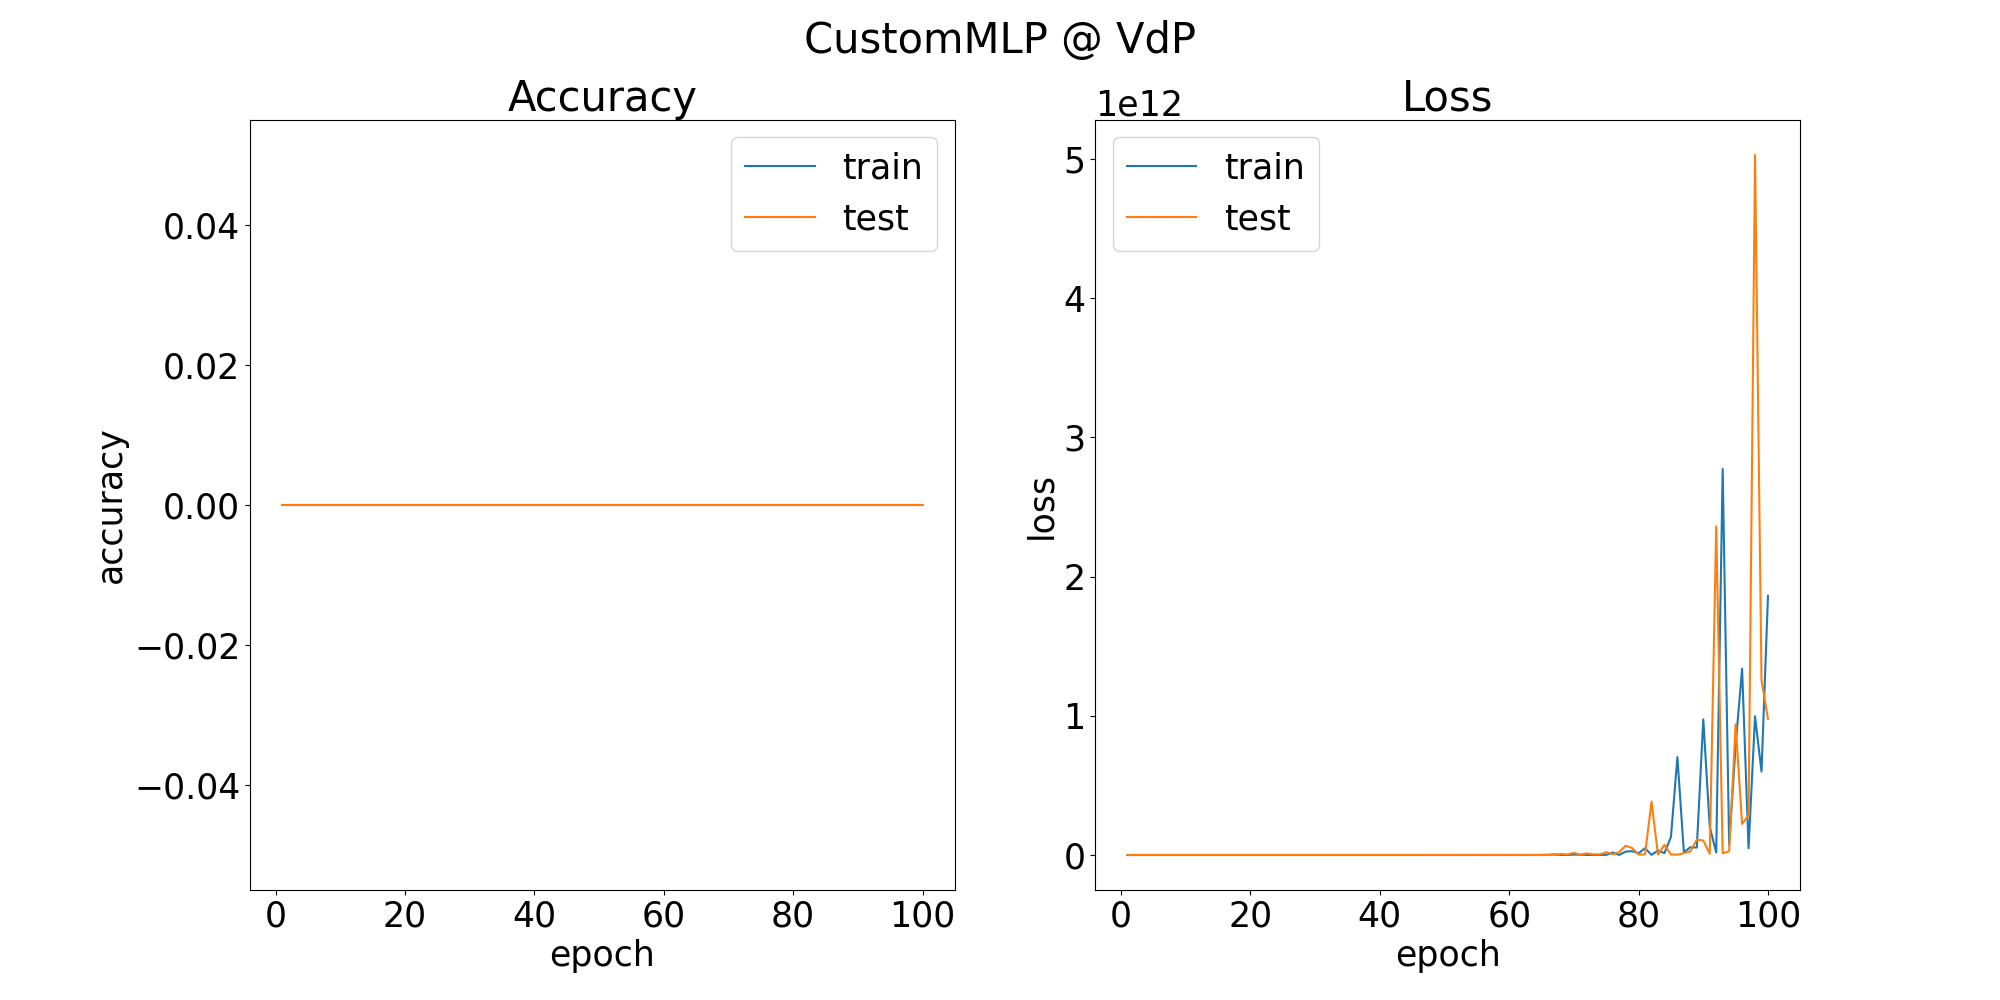 CustomMLP @ VdP
Accuracy
train
test
0.04
0.02
0.00
−0.02
−0.04
accuracy
0 20 40 60 80 100
epoch
Loss
1e12
train
test
5
4
3
2
1
0
loss
0 20 40 60 80 100
epoch